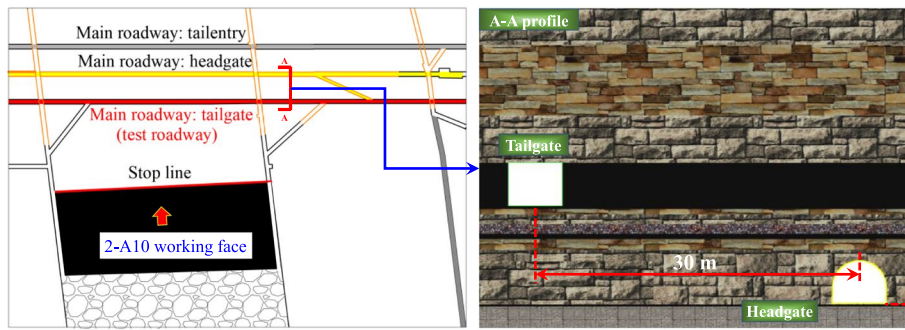 Main roadway: tailentry
Main roadway: headgate
A
A
Main roadway: tailgate
(test roadway)
Stop line
2-A10 working face
A-A profile
Tailgate
30 m
Headgate